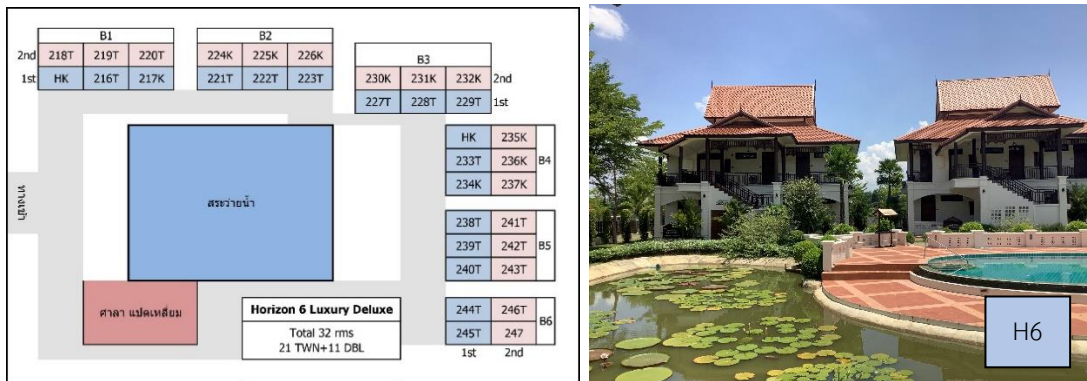 B1
2nd 218T 219T 220T
1st HK 216T 217K
B2
224K 225K 226K
221T 222T 223T
B3
230K 231K 232K 2nd
227T 228T 229T 1st
HK 235K
233T 236K B4
234K 237K
238T 241T
239T 242T B5
240T 243T
244T 246T B6
245T 247
1st 2nd
ทางเข้า
สระว่ายน้ำ
ศาลา แปดเหลี่ยม
Horizon 6 Luxury Deluxe
Total 32 rms
21 TWN+11 DBL
H6